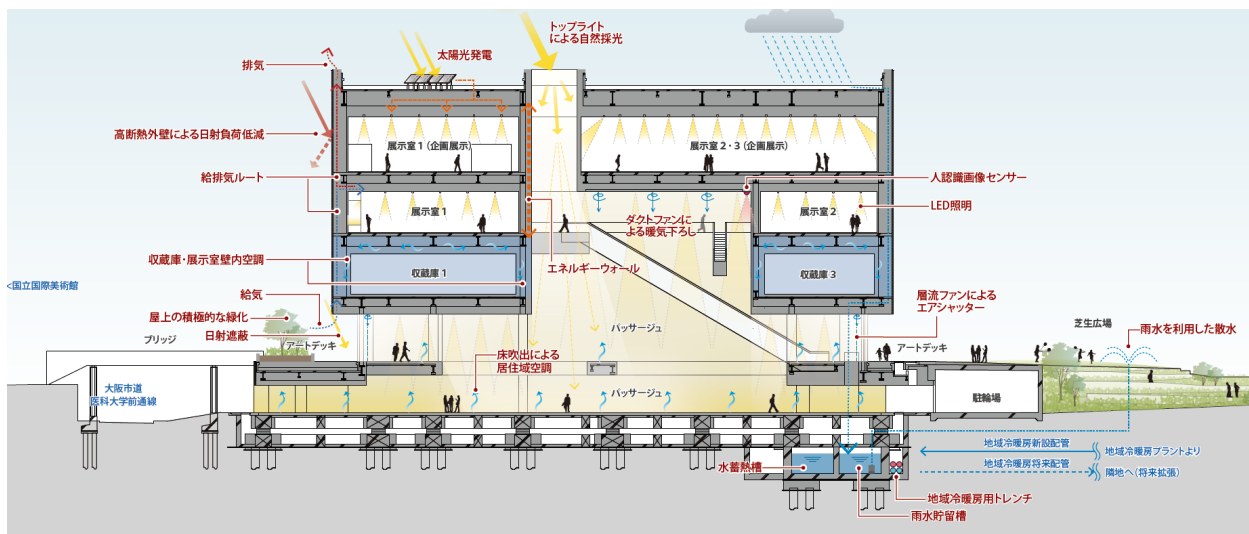 トップライト
による自然採光
太陽光発電
排気
高断熱外壁による日射負荷低減
展示室1(企画展示)
展示室2・3(企画展示)
給排気ルート
人認識画像センサー
展示室1
展示室2
LED照明
ダクトファンに
よる暖気下ろし
収蔵庫・展示室壁内空調
エネルギーウォール
収蔵庫1
収蔵庫3
<国立国際美術館
給気
層流ファンによる
エアシャッター
屋上の積極的な緑化
日射遮蔽
パッサージュ
芝生広場
雨水を利用した散水
ブリッジ
アートデッキ
アートデッキ
床吹出による
居住域空調
大阪市道
医科大学前通線
パッサージュ
駐輪場
地域冷暖房新設配管
地域冷暖房プラントより
水蓄熱槽
地域冷暖房将来配管
隣地へ(将来拡張)
地域冷暖房用トレンチ
雨水貯留槽